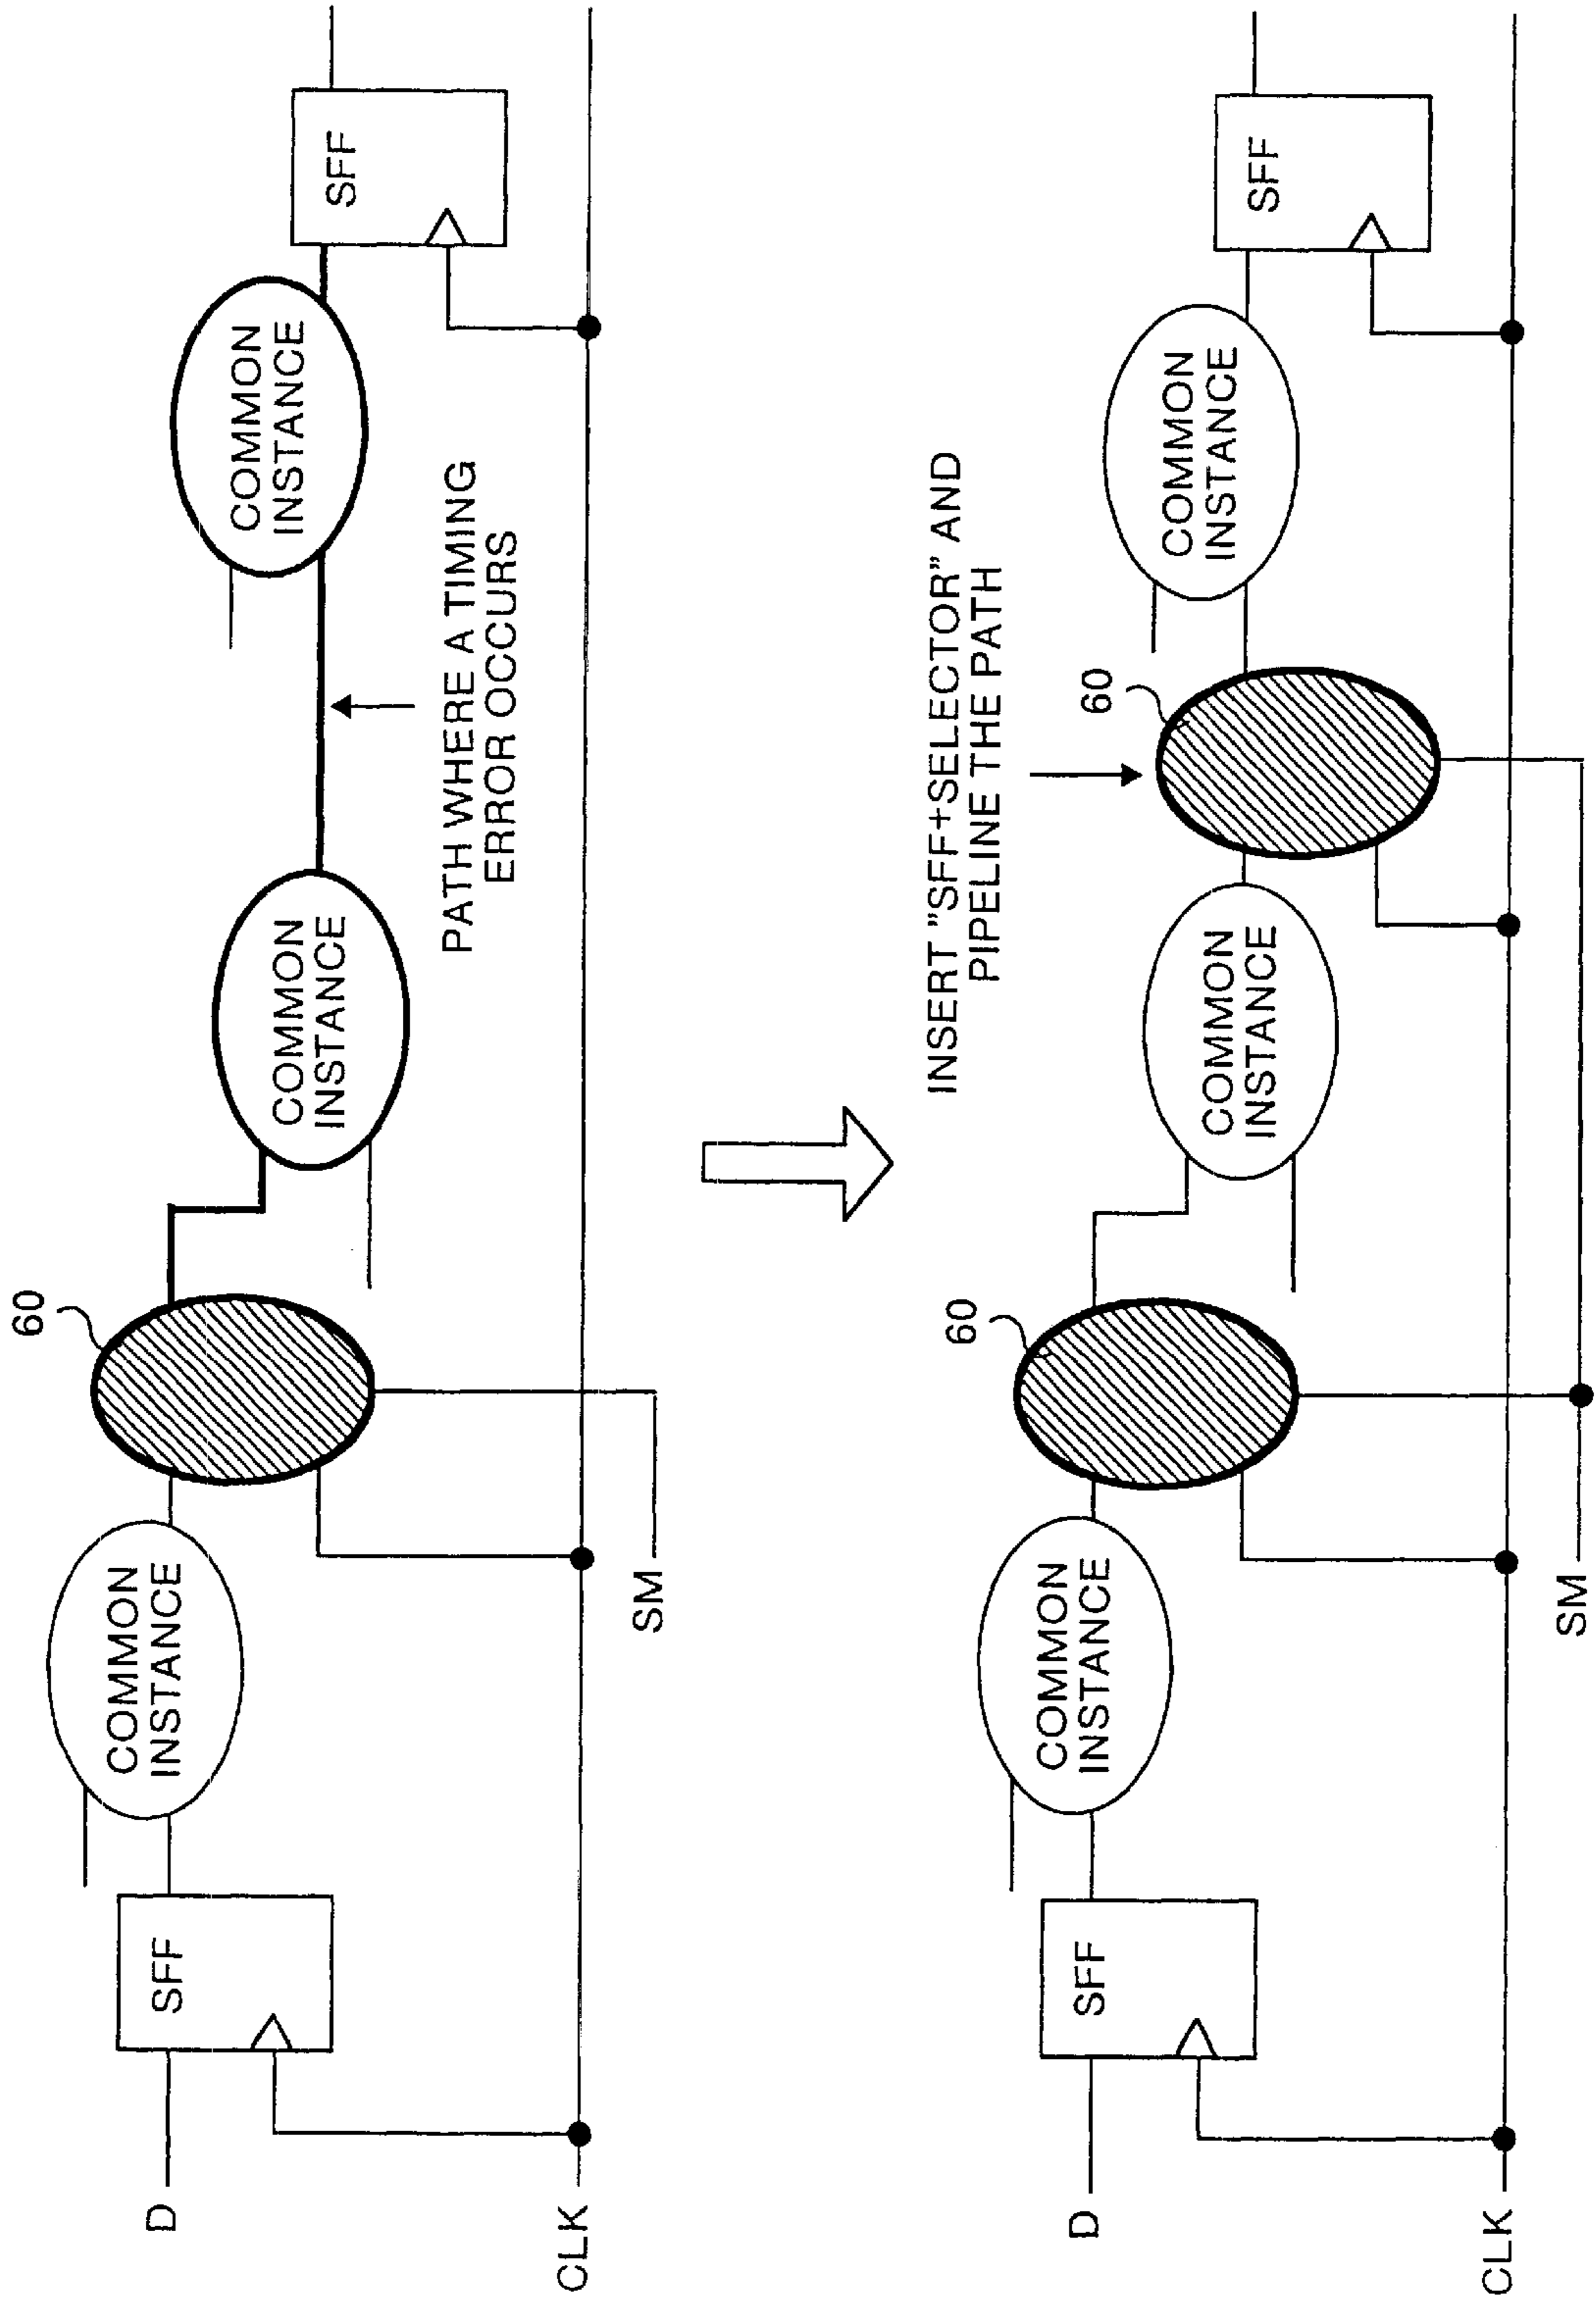 60
COMMON
INSTANCE
COMMON
INSTANCE
COMMON
INSTANCE
SFF
SFF
D
PATH WHERE A TIMING
ERROR OCCURS
CLK
SM
INSERT "SFF+SELECTOR" AND
PIPELINE THE PATH
60
60
COMMON
INSTANCE
COMMON
INSTANCE
COMMON
INSTANCE
SFF
SFF
D
CLK
SM